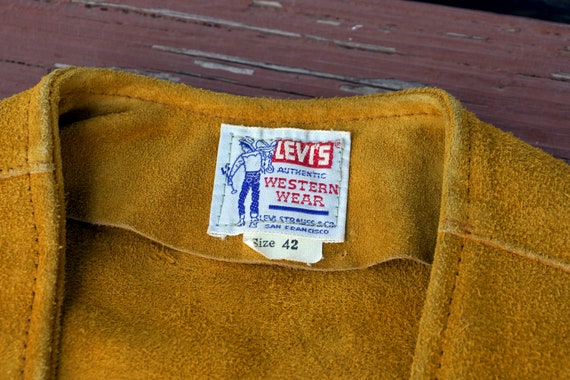 LEVI'S
AUTHENTIC
WESTERN
WEAR
LEVI STRAUSS & CO.
SAN FRANCISCO
Size 42